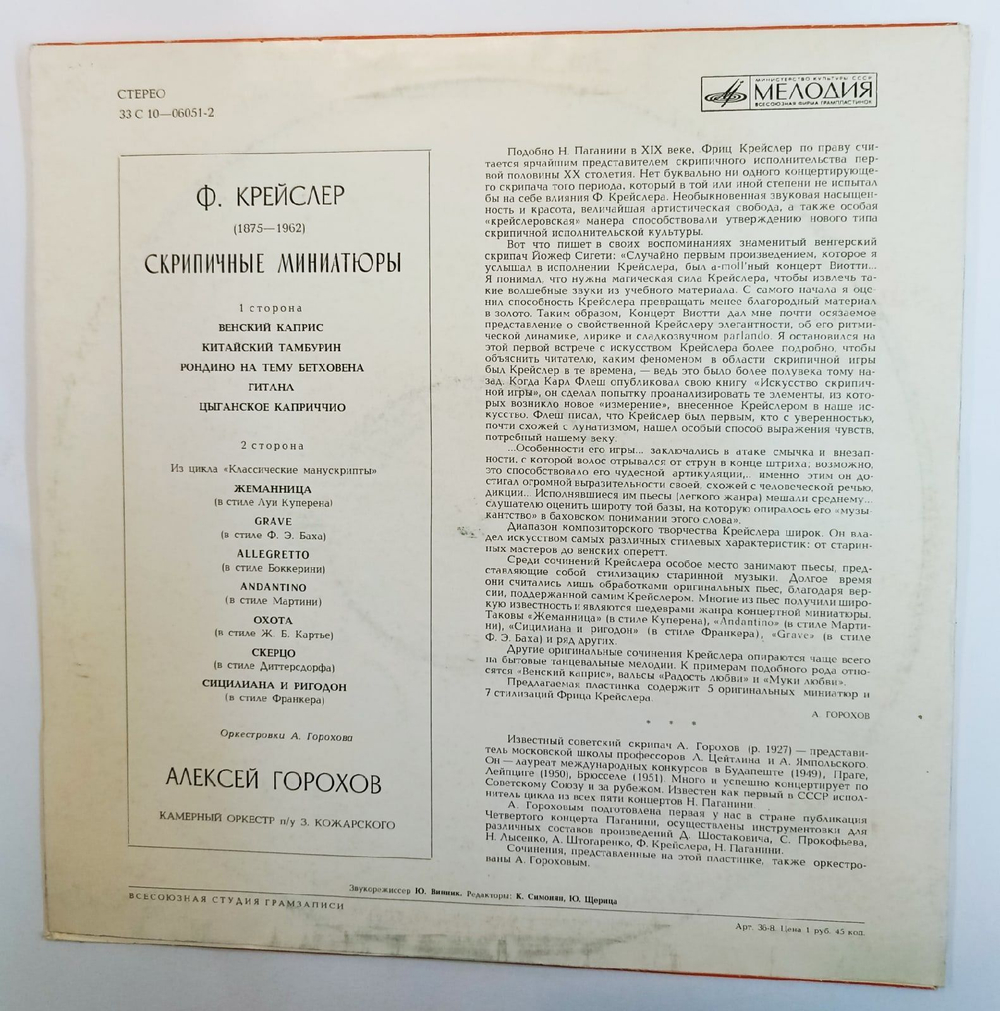 СТЕРЕО
33 С 10—06051-2
МИНИСТЕРСТВО КУЛЬТУРЫ СССР
МЕЛОДИЯ
ВСЕСОЮЗНАЯ ФИРМА ГРАМПЛАСТИНОК
Ф. КРЕЙСЛЕР
(1875—1962)
СКРИПИЧНЫЕ МИНИАТЮРЫ
1 сторона
ВЕНСКИЙ КАПРИС
КИТАЙСКИЙ ТАМБУРИН
РОНДИНО НА ТЕМУ БЕТХОВЕНА
ГИТАНА
ЦЫГАНСКОЕ КАПРИЧЧИО
2 сторона
Из цикла «Классические манускрипты»
ЖЕМАННИЦА
(в стиле Луи Куперена)
GRAVE
(в стиле Ф. Э. Баха)
ALLEGRETTO
(в стиле Боккерини)
ANDANTINO
(в стиле Мартини)
ОХОТА
(в стиле Ж. Б. Картье)
СКЕРЦО
(в стиле Диттерсдорфа)
СИЦИЛИАНА И РИГОДОН
(в стиле Франкера)
Оркестровки А. Горохова
АЛЕКСЕЙ ГОРОХОВ
КАМЕРНЫЙ ОРКЕСТР п/у З. КОЖАРСКОГО
Подобно Н. Паганини в XIX веке, Фриц Крейслер по праву счи-
тается ярчайшим представителем скрипичного исполнительства пер-
вой половины XX столетия. Нет буквально ни одного концертирующе-
го скрипача того периода, который в той или иной степени не испытал
бы на себе влияния Ф. Крейслера. Необыкновенная звуковая насыщен-
ность и красота, величайшая артистическая свобода, а также особая
«крейслеровская» манера способствовали утверждению нового типа
скрипичной исполнительской культуры.
Вот что пишет в своих воспоминаниях знаменитый венгерский
скрипач Йожеф Сигети: «Случайно первым произведением, которое я
услышал в исполнении Крейслера, был a-moll'ный концерт Виотти...
Я понимал, что нужна магическая сила Крейслера, чтобы извлечь та-
кие волшебные звуки из учебного материала. С самого начала я оце-
нил способность Крейслера превращать менее благородный материал
в золото. Таким образом, Концерт Виотти дал мне почти осязаемое
представление о свойственной Крейслеру элегантности, об его ритми-
ческой динамике, лирике и сладкозвучном parlando. Я остановился на
этой первой встрече с искусством Крейслера более подробно, чтобы
объяснить читателю, каким феноменом в области скрипичной игры
был Крейслер в те времена, — ведь это было более полувека тому на-
зад. Когда Карл Флеш опубликовал свою книгу «Искусство скрипич-
ной игры», он сделал попытку проанализировать те элементы, из ко-
рых возникло новое «измерение», внесенное Крейслером в наше ис-
кусство. Флеш писал, что Крейслер был первым, кто с уверенностью,
почти схожей с лунатизмом, нашел особый способ выражения чувств,
потребный нашему веку.
...Особенности его игры... заключались в атаке смычка и внезап-
ности, с которой волос отрывался от струн в конце штриха; возможно,
это способствовало его чудесной артикуляции,.. именно этим он до-
стигал огромной выразительности своей, схожей с человеческой речью,
дикции... Исполнявшиеся им пьесы (легкого жанра) мешали среднему...
слушателю оценить широту той базы, на которую опиралось его «музы-
кантство» в баховском понимании этого слова».
Диапазон композиторского творчества Крейслера широк. Он вла-
дел искусством самых различных стилевых характеристик: от старин-
ных мастеров до венских оперетт.
Среди сочинений Крейслера особое место занимают пьесы, пред-
ставляющие собой стилизацию старинной музыки. Долгое время
они считались лишь обработками оригинальных пьес, благодаря вер-
сии, поддержанной самим Крейслером. Многие из пьес получили широ-
кую известность и являются шедеврами жанра концертной миниатюры.
Таковы «Жеманница» (в стиле Куперена), «Andantino» (в стиле Марти-
ни), «Сицилиана и ригодон» (в стиле Франкера), «Grave» (в стиле
Ф. Э. Баха) и ряд других.
Другие оригинальные сочинения Крейслера опираются чаще всего
на бытовые танцевальные мелодии. К примерам подобного рода отно-
сятся «Венский каприс», вальсы «Радость любви» и «Муки любви».
Предлагаемая пластинка содержит 5 оригинальных миниатюр и
7 стилизаций Фрица Крейслера.
А. ГОРОХОВ
* * *
Известный советский скрипач А. Горохов (р. 1927) — представи-
тель московской школы профессоров Л. Цейтлина и А. Ямпольского.
Он — лауреат международных конкурсов в Будапеште (1949), Праге,
Лейпциге (1950), Брюсселе (1951). Много и успешно концертирует по
Советскому Союзу и за рубежом. Известен как первый в СССР испол-
нитель цикла из всех пяти концертов Н. Паганини.
А. Гороховым подготовлена первая у нас в стране публикация
Четвертого концерта Паганини, осуществлены инструментовки для
различных составов произведений Д. Шостаковича, С. Прокофьева,
Н. Лысенко, А. Штогаренко, Ф. Крейслера, Н. Паганини.
Сочинения, представленные на этой пластинке, также оркестро-
ваны А. Гороховым.
Звукорежиссер Ю. Винник. Редакторы: К. Симонян, Ю. Щерица
ВСЕСОЮЗНАЯ СТУДИЯ ГРАМЗАПИСИ
Арт. 36-8. Цена 1 руб. 45 коп.